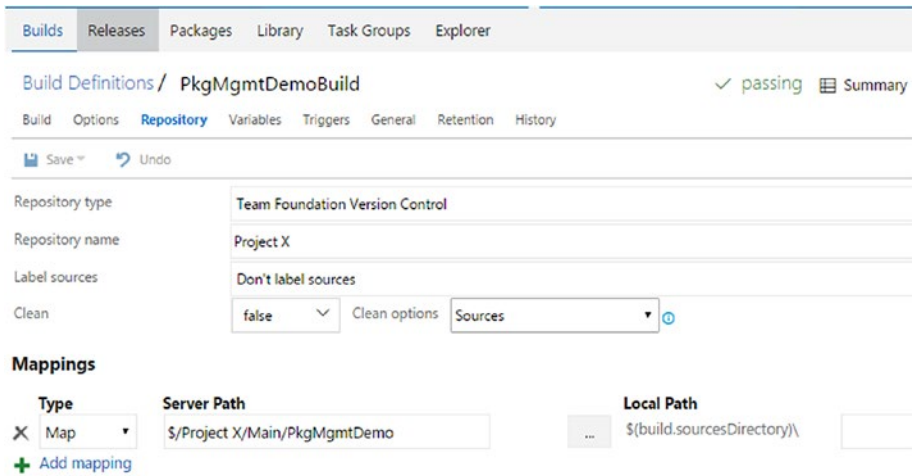 Builds Releases Packages Library Task Groups Explorer
Build Definitions / PkgMgmtDemoBuild passing Summary
Build Options Repository Variables Triggers General Retention History
Save Undo
Repository type Team Foundation Version Control
Repository name Project X
Label sources Don't label sources
Clean false Clean options Sources
Mappings
Type Server Path Local Path
Map $/Project X/Main/PkgMgmtDemo ... $(build.sourcesDirectory)\
Add mapping